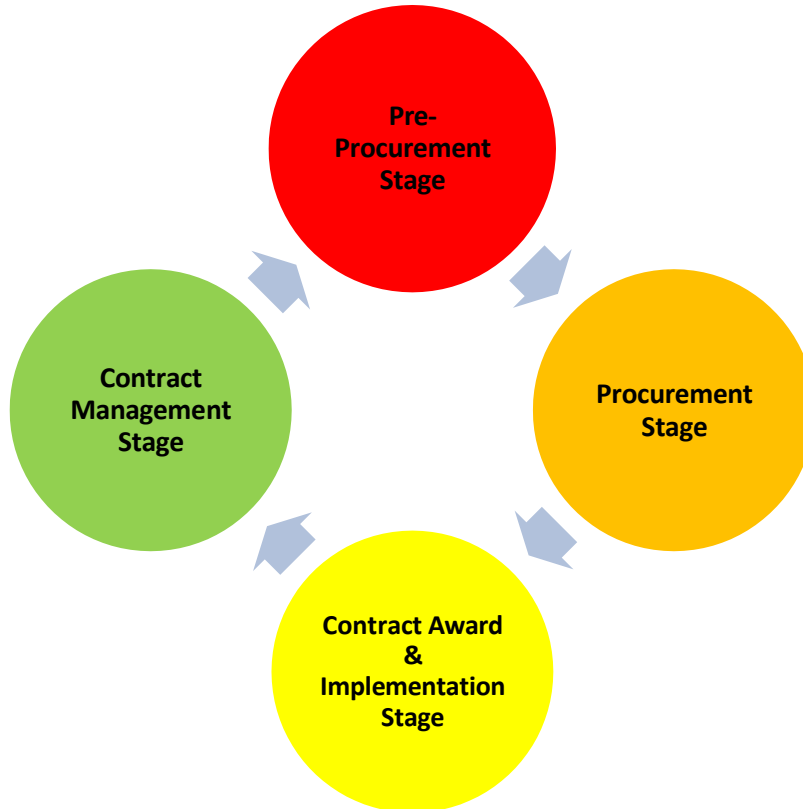 Pre-
Procurement
Stage
Procurement
Stage
Contract Award
&
Implementation
Stage
Contract
Management
Stage